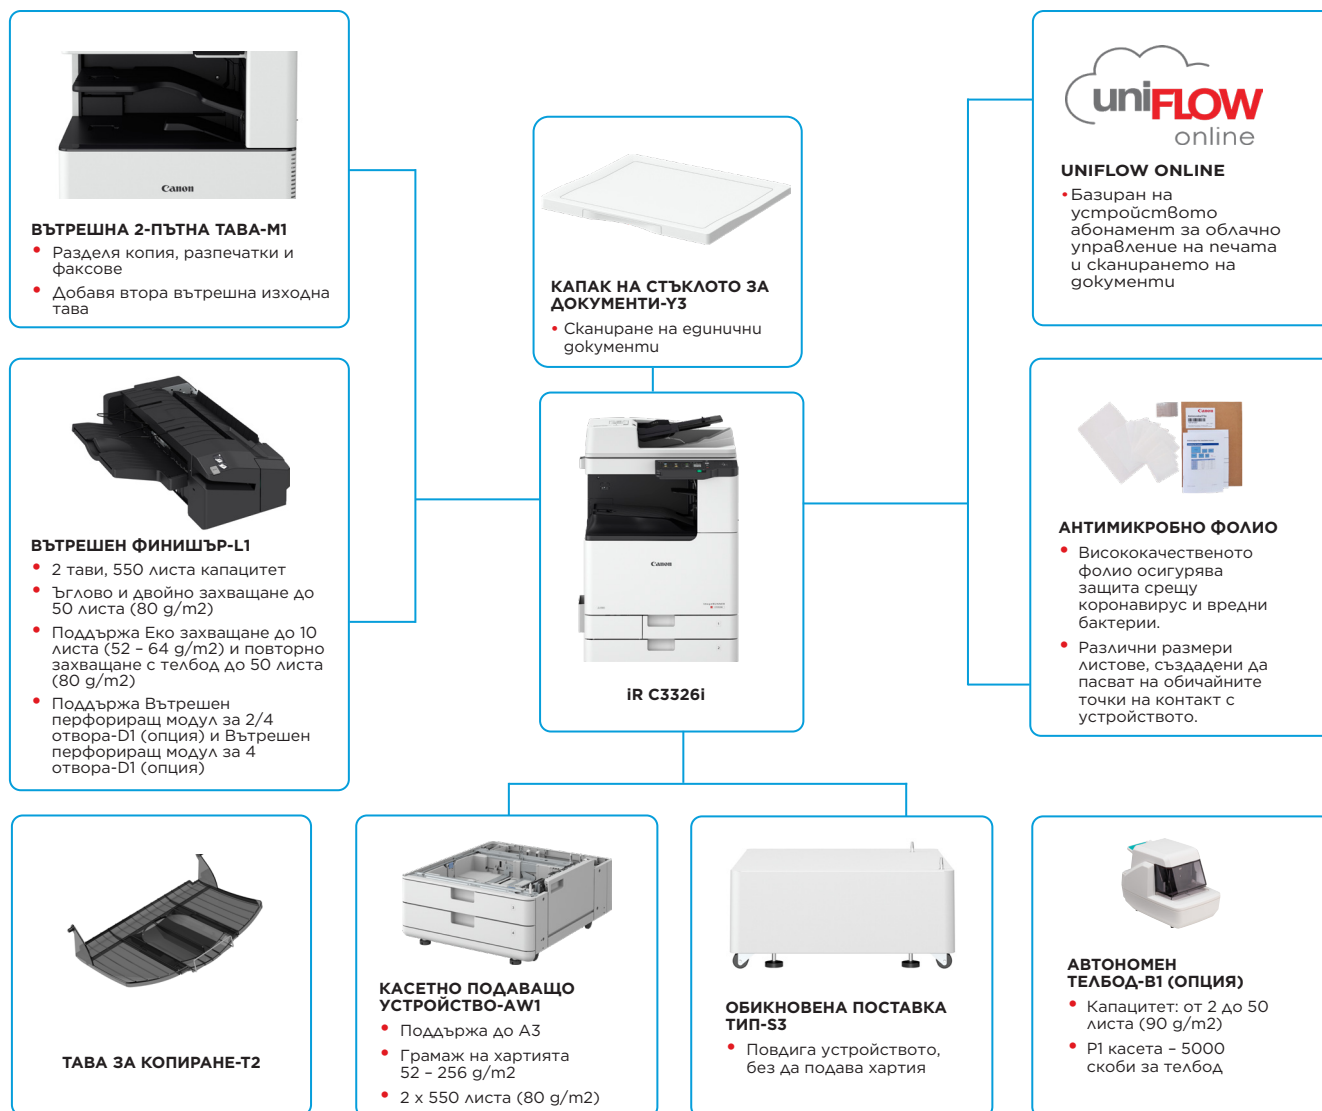 Canon
ВЪТРЕШНА 2-ПЪТНА ТАВА-M1
• Разделя копия, разпечатки и
факсове
• Добавя втора вътрешна изходна
тава
КАПАК НА СТЪКЛОТО ЗА
ДОКУМЕНТИ-Y3
• Сканиране на единични
документи
uniFLOW
online
UNIFLOW ONLINE
• Базиран на
устройството
абонамент за облачно
управление на печата
и сканирането на
документи
ВЪТРЕШЕН ФИНИШЪР-L1
• 2 тави, 550 листа капацитет
• Ъглово и двойно захващане до
50 листа (80 g/m2)
• Поддържа Еко захващане до 10
листа (52 – 64 g/m2) и повторно
захващане с телбод до 50 листа
(80 g/m2)
• Поддържа Вътрешен
перфориращ модул за 2/4
отвора-D1 (опция) и Вътрешен
перфориращ модул за 4
отвора-D1 (опция)
Canon
iR C3326i
Canon
АНТИМИКРОБНО ФОЛИО
• Висококачественото
фолио осигурява
защита срещу
коронавирус и вредни
бактерии.
• Различни размери
листове, създадени да
пасват на обичайните
точки на контакт с
устройството.
ТАВА ЗА КОПИРАНЕ-T2
КАСЕТНО ПОДАВАЩО
УСТРОЙСТВО-AW1
• Поддържа до A3
• Грамаж на хартията
52 – 256 g/m2
• 2 x 550 листа (80 g/m2)
ОБИКНОВЕНА ПОСТАВКА
ТИП-S3
• Повдига устройството,
без да подава хартия
АВТОНОМЕН
ТЕЛБОД-B1 (ОПЦИЯ)
• Капацитет: от 2 до 50
листа (90 g/m2)
• P1 касета – 5000
скоби за телбод